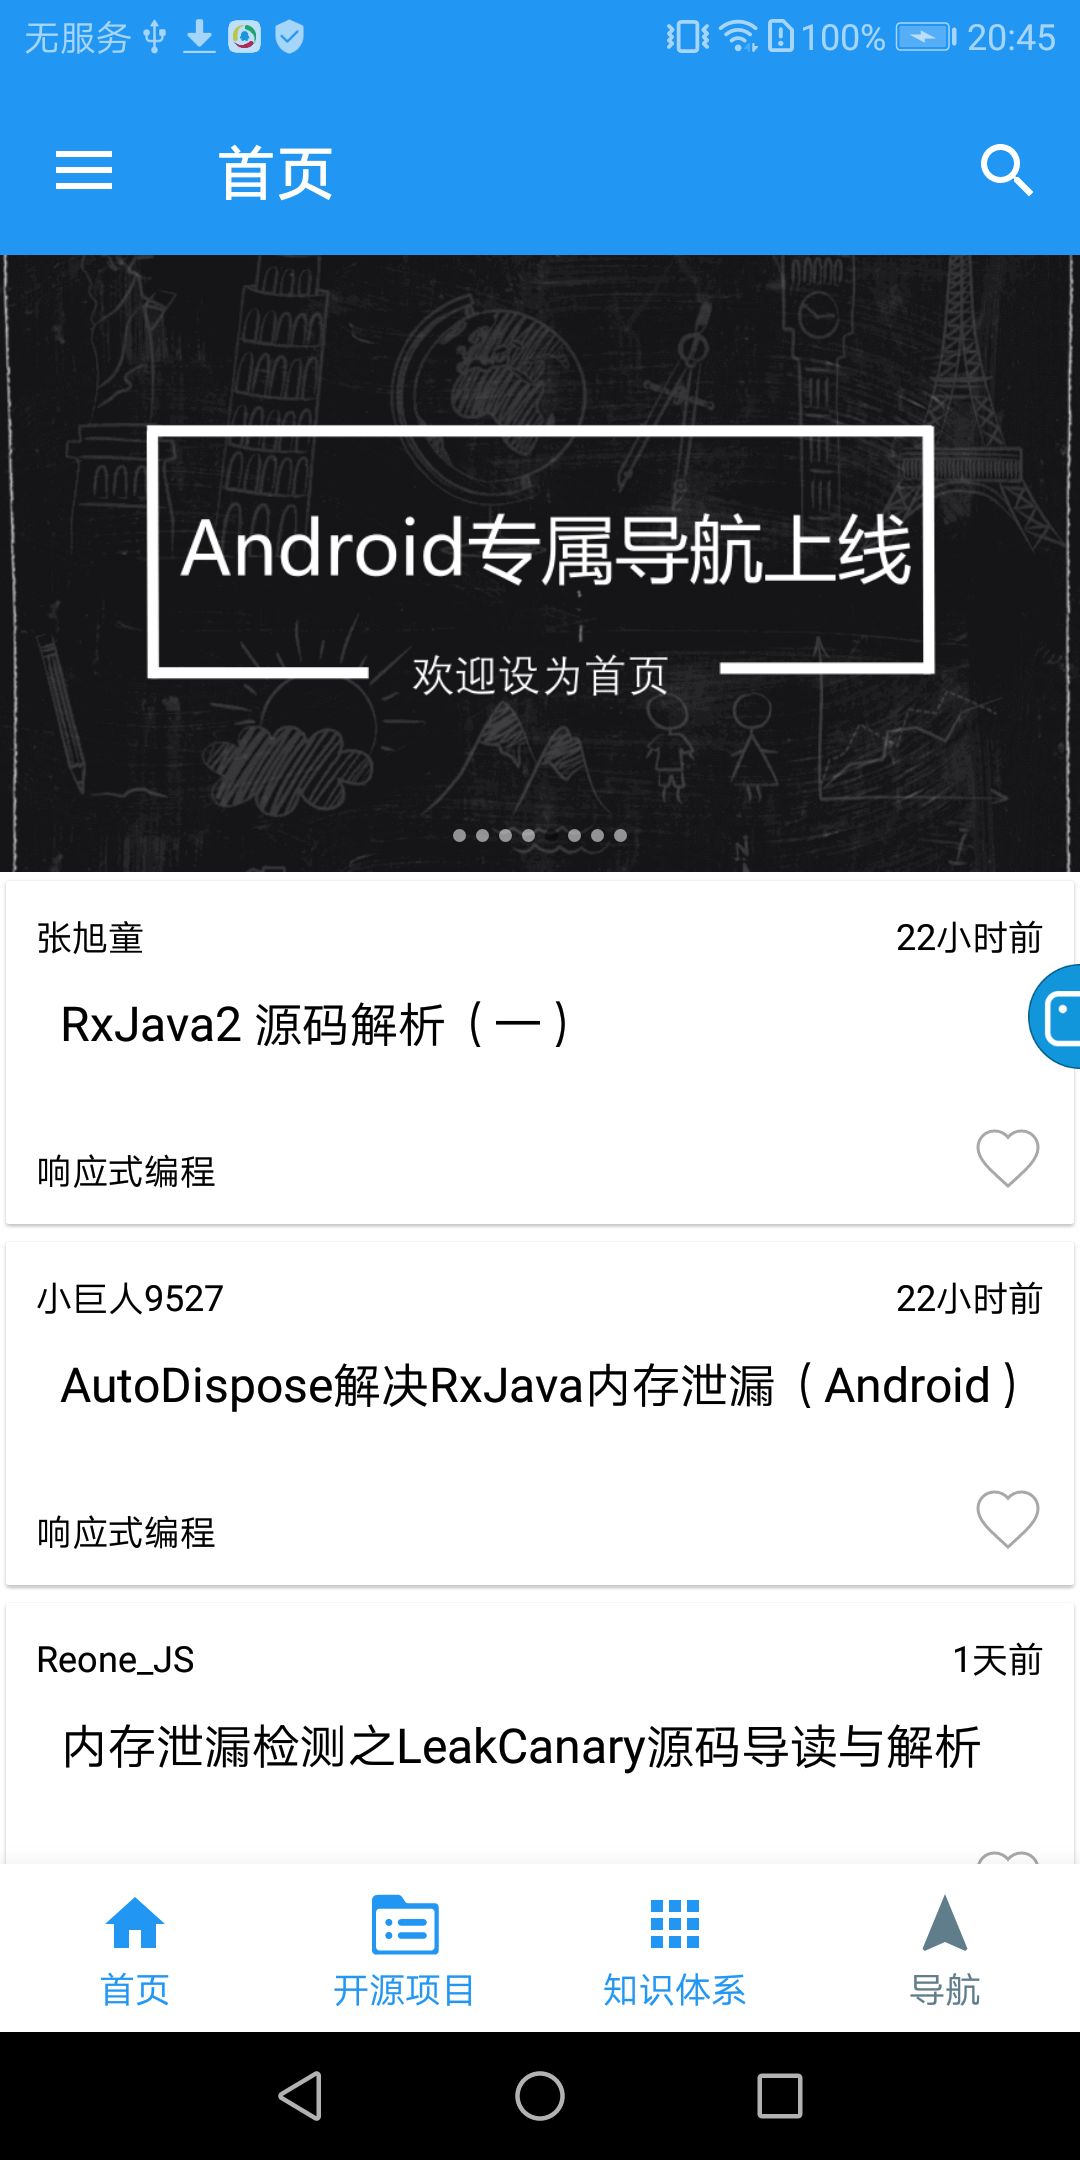 无服务 100% 20:45
首页
Android专属导航上线
欢迎设为首页
张旭童 22小时前
RxJava2 源码解析（一）
响应式编程
小巨人9527 22小时前
AutoDispose解决RxJava内存泄漏（Android）
响应式编程
Reone_JS 1天前
内存泄漏检测之LeakCanary源码导读与解析
首页 开源项目 知识体系 导航